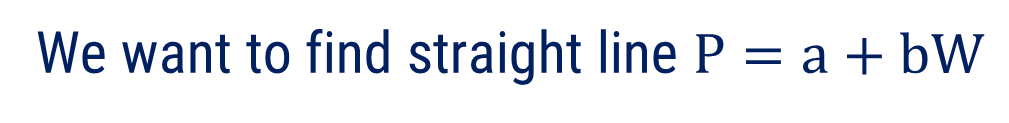 We want to find straight line P = a + bW